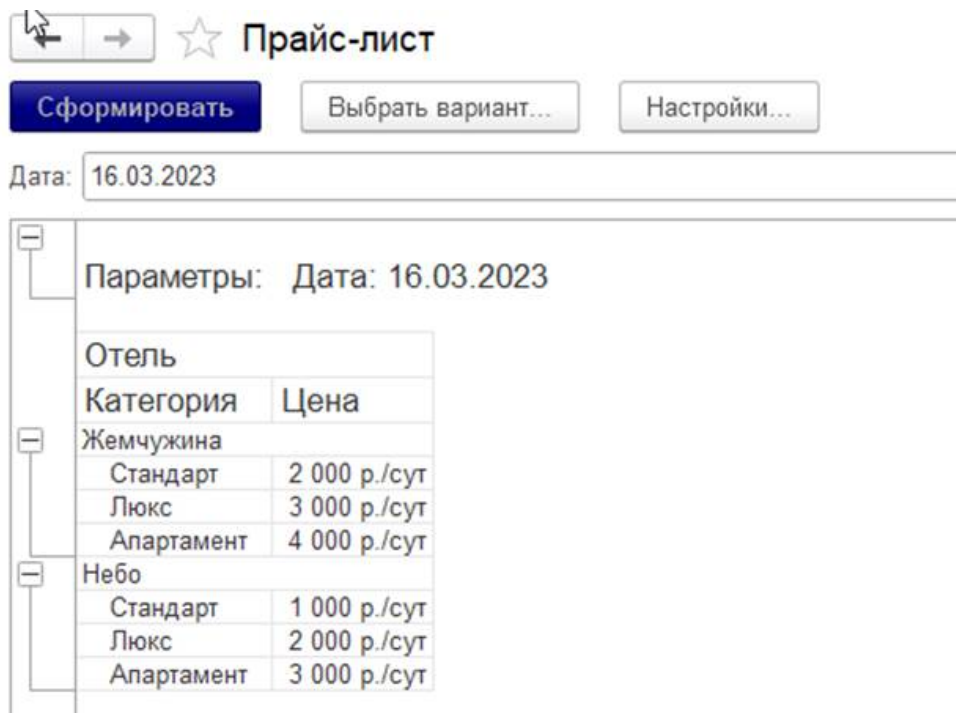 Прайс-лист
Сформировать Выбрать вариант... Настройки...
Дата: 16.03.2023
Параметры: Дата: 16.03.2023
Отель
Категория Цена
Жемчужина
Стандарт 2 000 р./сут
Люкс 3 000 р./сут
Апартамент 4 000 р./сут
Небо
Стандарт 1 000 р./сут
Люкс 2 000 р./сут
Апартамент 3 000 р./сут